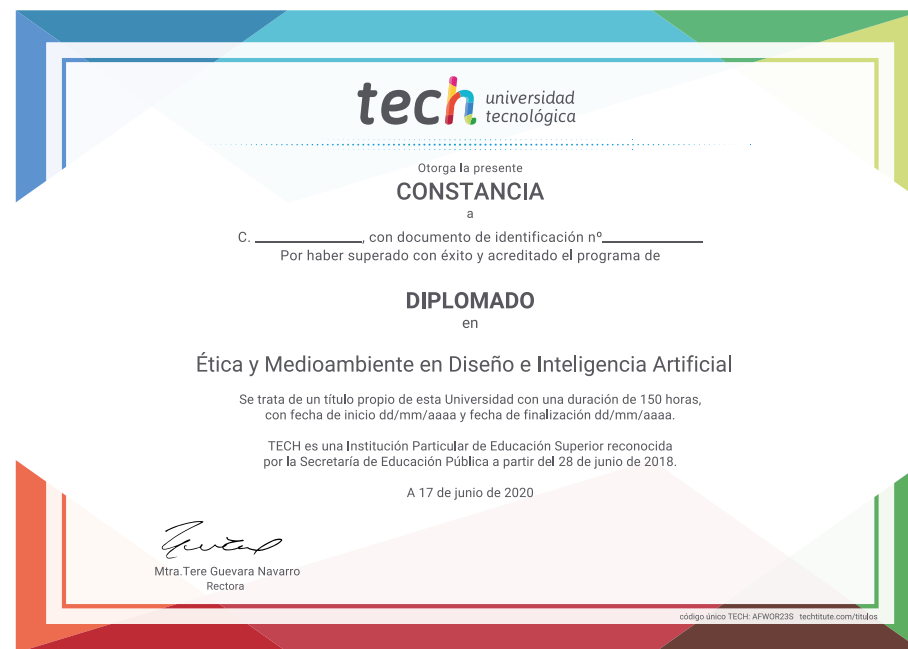 tech universidad
tecnológica
Otorga la presente
CONSTANCIA
a
C. ____________, con documento de identificación nº____________
Por haber superado con éxito y acreditado el programa de
DIPLOMADO
en
Ética y Medioambiente en Diseño e Inteligencia Artificial
Se trata de un título propio de esta Universidad con una duración de 150 horas,
con fecha de inicio dd/mm/aaaa y fecha de finalización dd/mm/aaaa.
TECH es una Institución Particular de Educación Superior reconocida
por la Secretaría de Educación Pública a partir del 28 de junio de 2018.
A 17 de junio de 2020
Mtra.Tere Guevara Navarro
Rectora
código único TECH: AFWOR23S techtitute.com/titulos